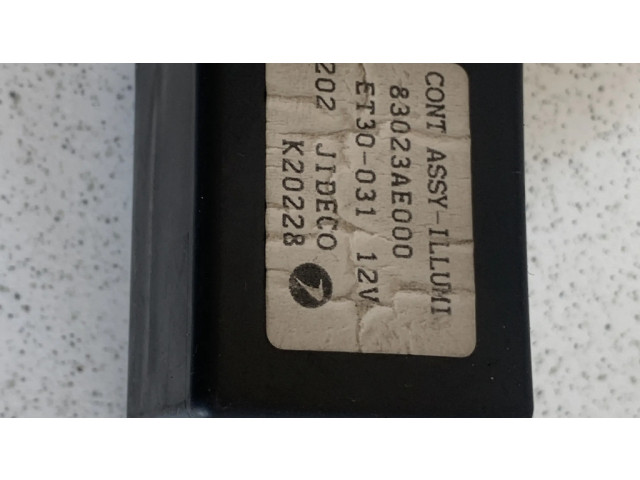 CONT ASSY-ILLUMI
83023AE000
ET30-031 12V
202 JIDECO
K20228